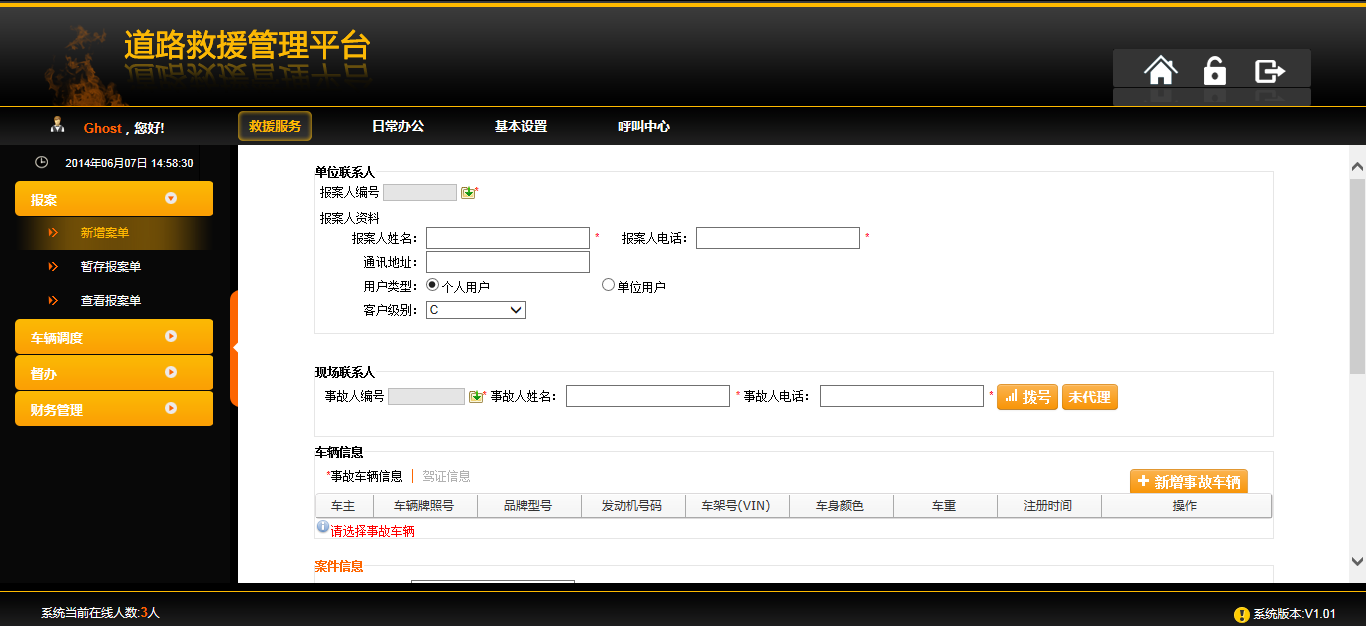 道路救援管理平台
Ghost，您好!
救援服务 日常办公 基本设置 呼叫中心
2014年06月07日 14:58:30
报案
新增案单
暂存报案单
查看报案单
车辆调度
督办
财务管理
单位联系人
报案人编号 *
报案人资料
报案人姓名： * 报案人电话： *
通讯地址：
用户类型： 个人用户 单位用户
客户级别： C
现场联系人
事故人编号 * 事故人姓名： * 事故人电话： * 拨号 未代理
车辆信息
*事故车辆信息 驾证信息 新增事故车辆
车主 车辆牌照号 品牌型号 发动机号码 车架号(VIN) 车身颜色 车重 注册时间 操作
请选择事故车辆
案件信息
系统当前在线人数:3人
系统版本:V1.01